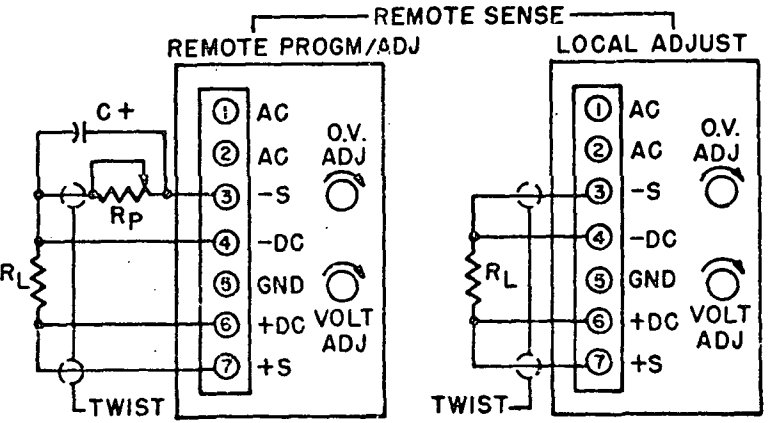 REMOTE SENSE
REMOTE PROGM/ADJ
LOCAL ADJUST
C +
RP
RL
TWIST
1 AC
2 AC
3 -S
4 -DC
5 GND
6 +DC
7 +S
O.V.
ADJ
VOLT
ADJ
RL
TWIST
1 AC
2 AC
3 -S
4 -DC
5 GND
6 +DC
7 +S
O.V.
ADJ
VOLT
ADJ